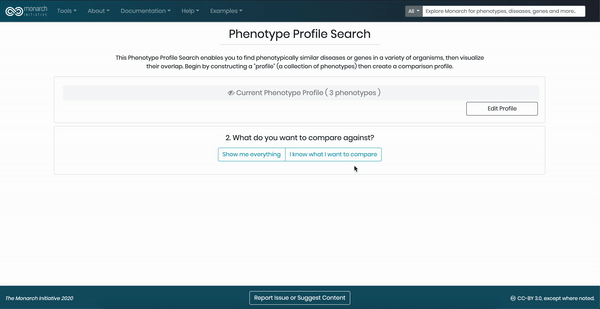 monarch
initiative
Tools
About
Documentation
Help
Examples
All
Explore Monarch for phenotypes, diseases, genes and more..
Phenotype Profile Search
This Phenotype Profile Search enables you to find phenotypically similar diseases or genes in a variety of organisms, then visualize
their overlap. Begin by constructing a "profile" (a collection of phenotypes) then create a comparison profile.
Current Phenotype Profile ( 3 phenotypes )
Edit Profile
2. What do you want to compare against?
Show me everything
I know what I want to compare
The Monarch Initiative 2020
Report Issue or Suggest Content
CC-BY 3.0, except where noted.